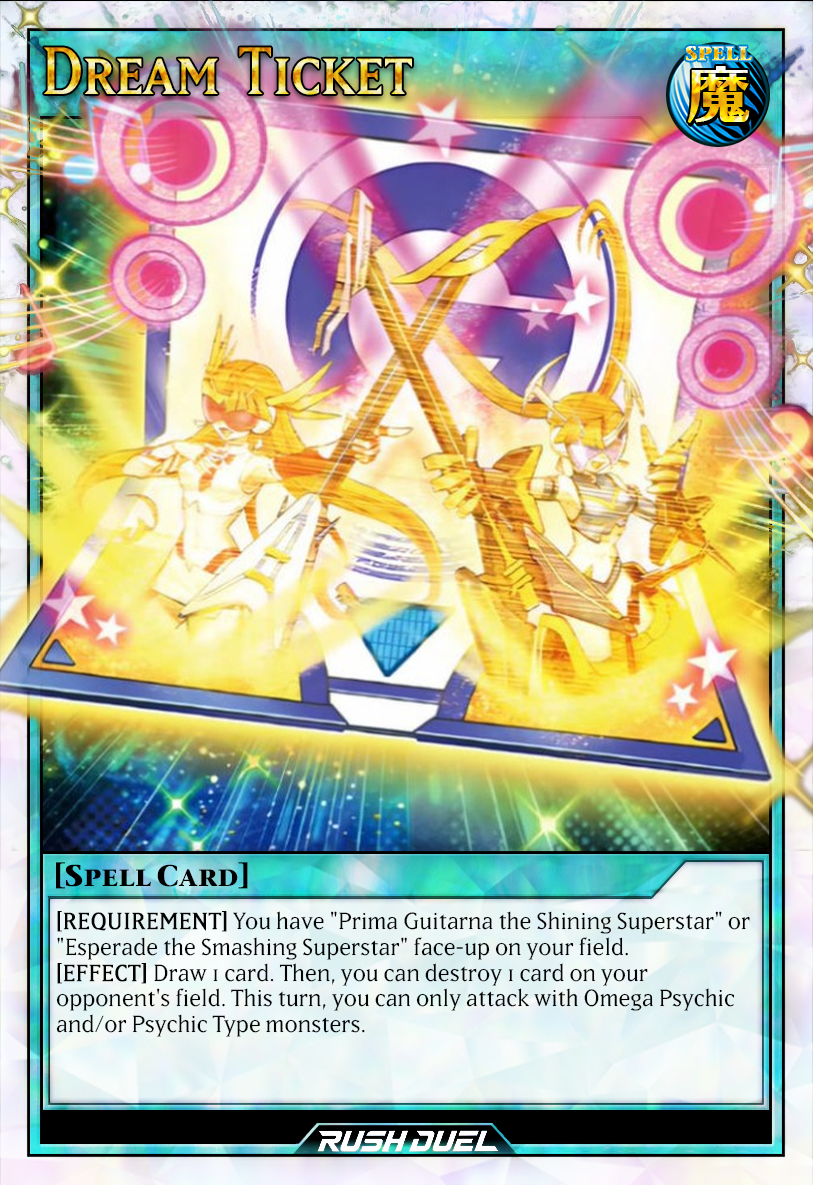 Dream Ticket
SPELL
魔
[Spell Card]
[REQUIREMENT] You have "Prima Guitarna the Shining Superstar" or
"Esperade the Smashing Superstar" face-up on your field.
[EFFECT] Draw 1 card. Then, you can destroy 1 card on your
opponent's field. This turn, you can only attack with Omega Psychic
and/or Psychic Type monsters.
RUSH DUEL